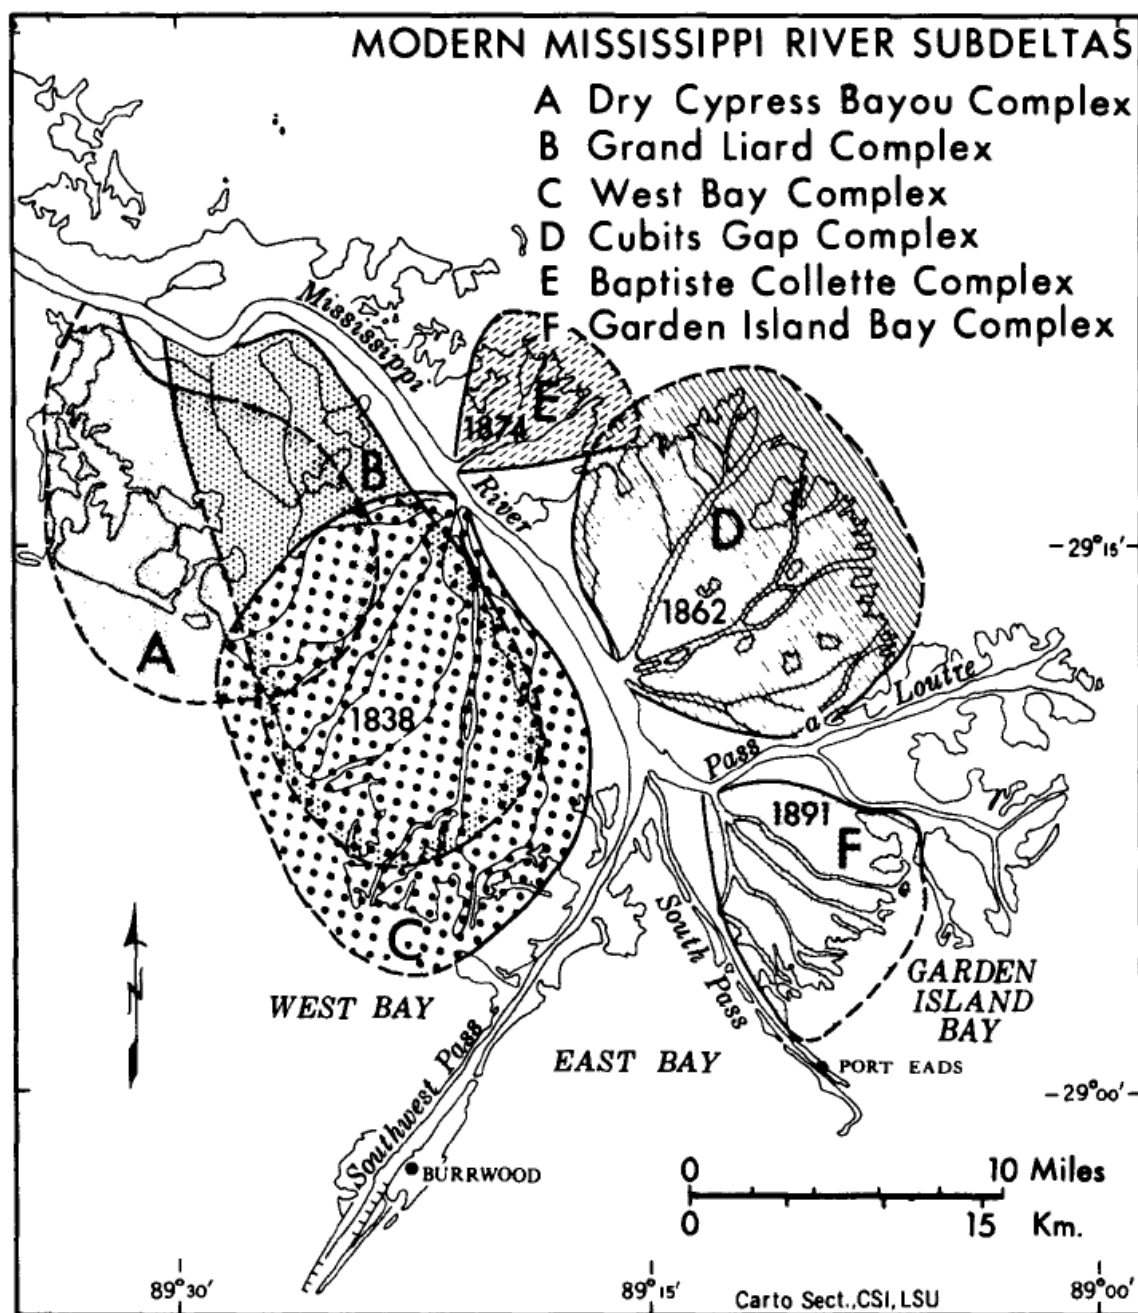 MODERN MISSISSIPPI RIVER SUBDELTAS
A Dry Cypress Bayou Complex
B Grand Liard Complex
C West Bay Complex
D Cubits Gap Complex
E Baptiste Collette Complex
F Garden Island Bay Complex
Mississippi
River
E
1874
B
D
1862
29°15'
A
1838
Pass a Loutre
1891
F
C
South Pass
GARDEN
ISLAND
BAY
WEST BAY
EAST BAY
PORT EADS
29°00'
Southwest Pass
BURRWOOD
N
0 10 Miles
0 15 Km.
89°30' 89°15' 89°00'
Carto Sect.,CSI, LSU